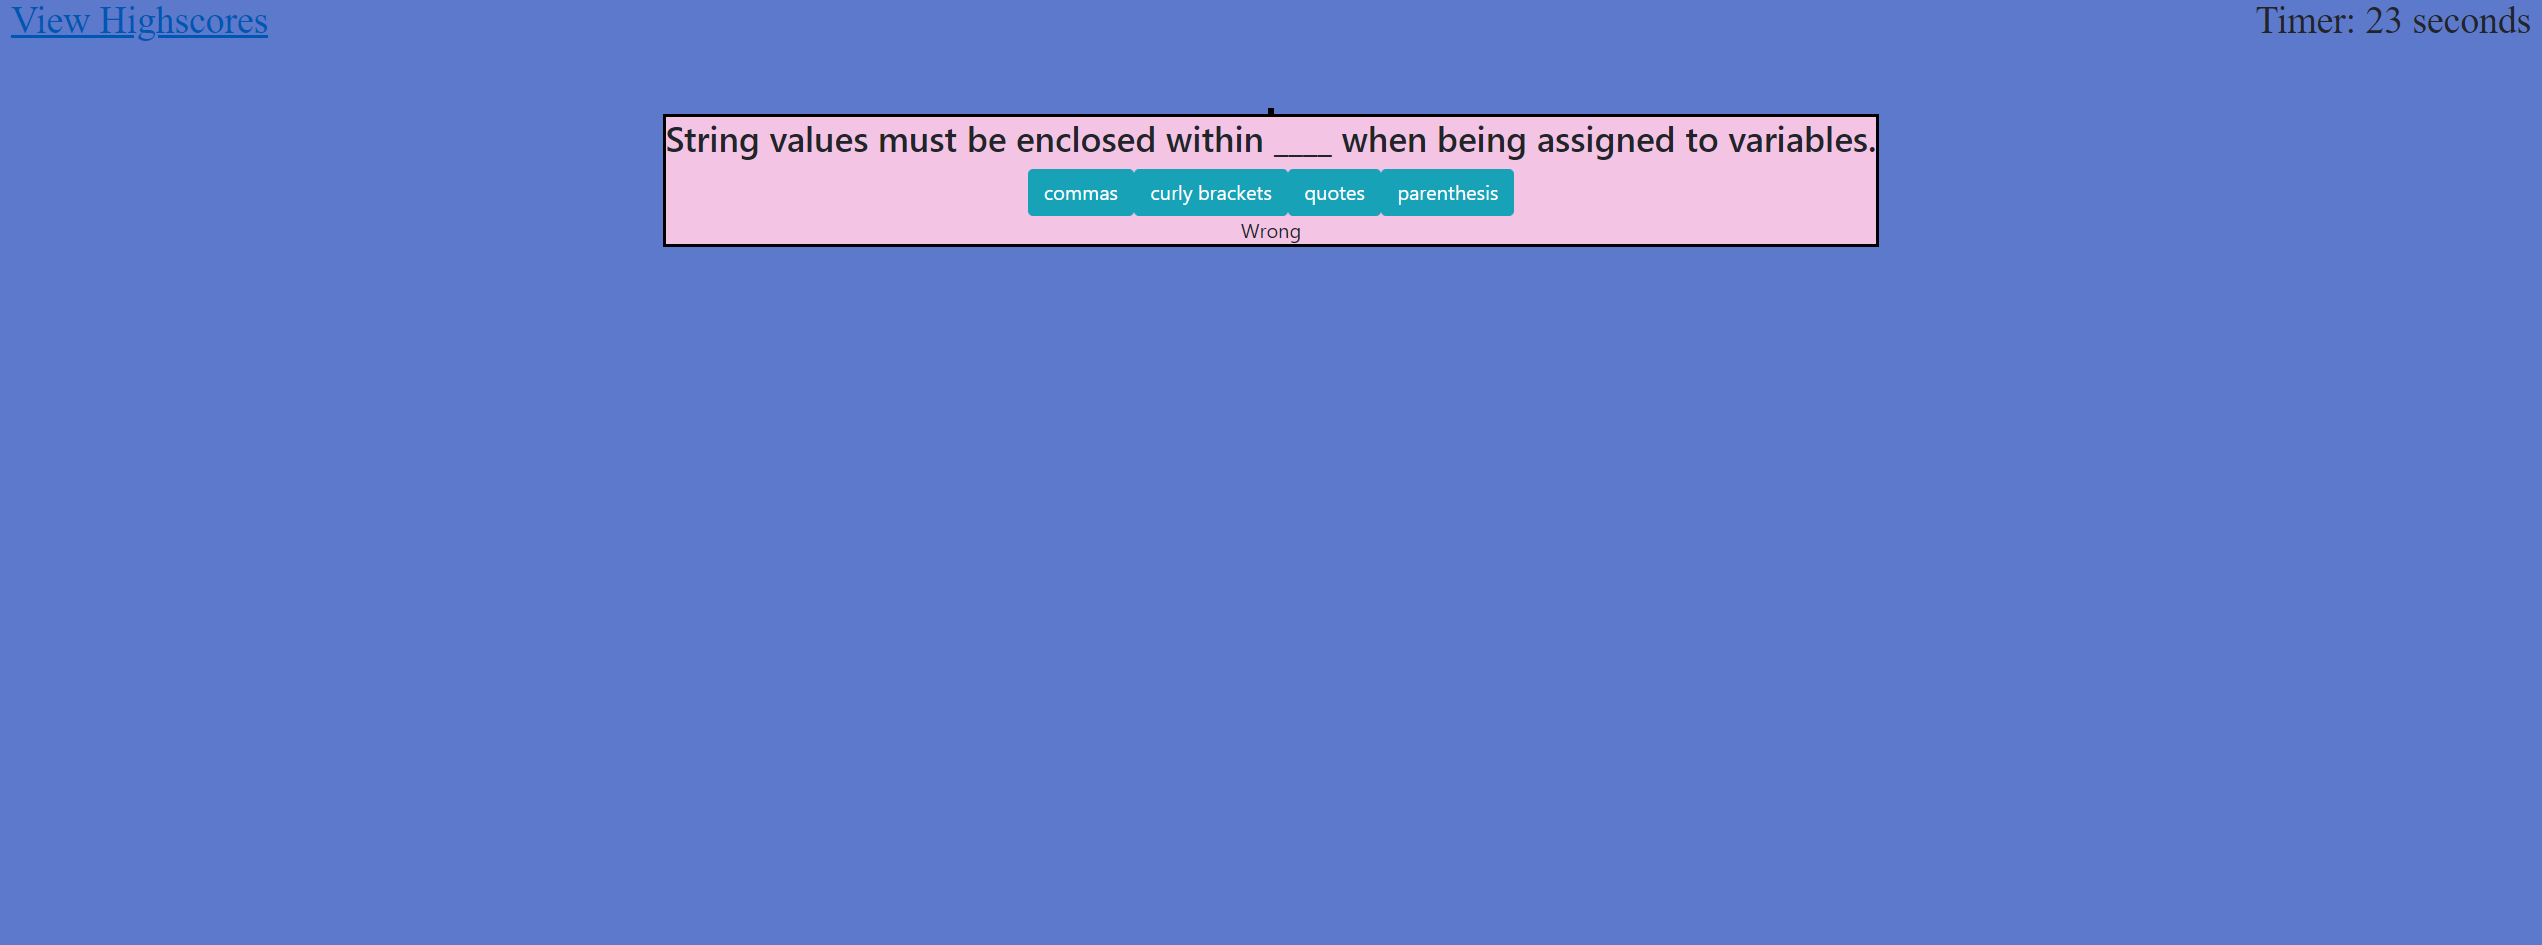 View Highscores
Timer: 23 seconds
String values must be enclosed within ____ when being assigned to variables.
commas curly brackets quotes parenthesis
Wrong